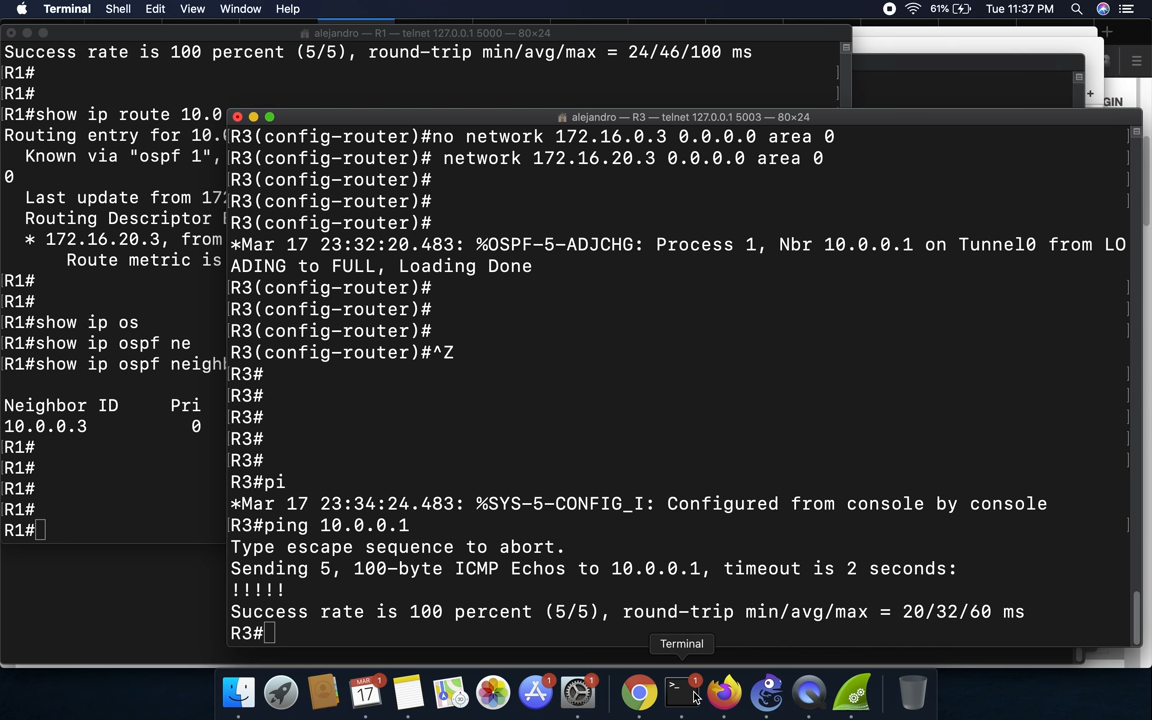 Terminal Shell Edit View Window Help 61% Tue 11:37 PM
alejandro — R1 — telnet 127.0.0.1 5000 — 80×24
Success rate is 100 percent (5/5), round-trip min/avg/max = 24/46/100 ms
R1#
R1#
R1#show ip route 10.0
Routing entry for 10.
Known via "ospf 1",
0
Last update from 17
Routing Descriptor
* 172.16.20.3, from
Route metric is
R1#
R1#
R1#show ip os
R1#show ip ospf ne
R1#show ip ospf neigh
Neighbor ID Pri
10.0.0.3 0
R1#
R1#
R1#
R1#
R1#
GIN
alejandro — R3 — telnet 127.0.0.1 5003 — 80×24
R3(config-router)#no network 172.16.0.3 0.0.0.0 area 0
R3(config-router)# network 172.16.20.3 0.0.0.0 area 0
R3(config-router)#
R3(config-router)#
R3(config-router)#
*Mar 17 23:32:20.483: %OSPF-5-ADJCHG: Process 1, Nbr 10.0.0.1 on Tunnel0 from LO
ADING to FULL, Loading Done
R3(config-router)#
R3(config-router)#
R3(config-router)#
R3(config-router)#^Z
R3#
R3#
R3#
R3#
R3#
R3#pi
*Mar 17 23:34:24.483: %SYS-5-CONFIG_I: Configured from console by console
R3#ping 10.0.0.1
Type escape sequence to abort.
Sending 5, 100-byte ICMP Echos to 10.0.0.1, timeout is 2 seconds:
!!!!!
Success rate is 100 percent (5/5), round-trip min/avg/max = 20/32/60 ms
R3#
Terminal
MAR
17
1
1
1
1